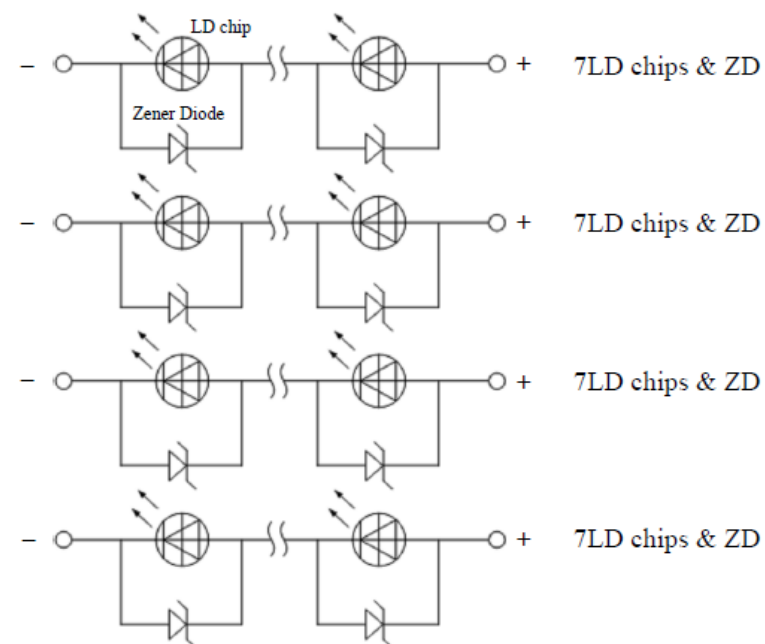 LD chip
− + 7LD chips & ZD
Zener Diode
− + 7LD chips & ZD
− + 7LD chips & ZD
− + 7LD chips & ZD